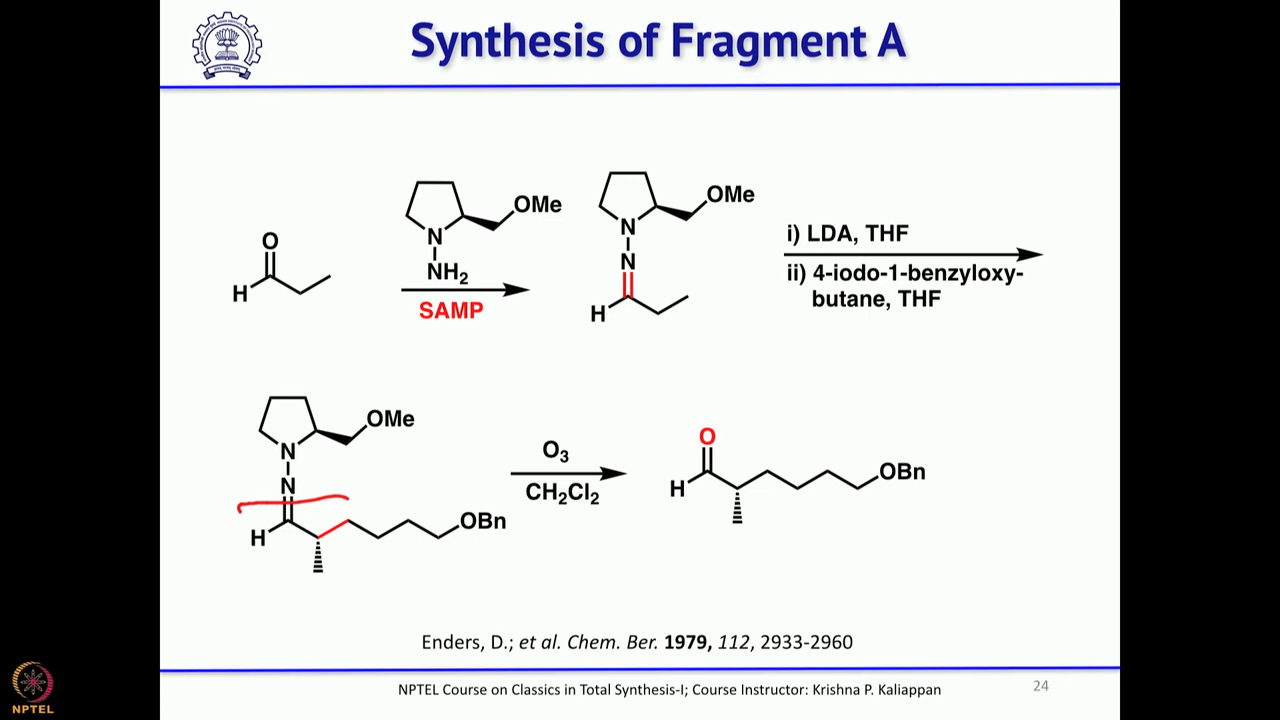 Synthesis of Fragment A
O
H
N
NH2
OMe
SAMP
N
N
H
OMe
i) LDA, THF
ii) 4-iodo-1-benzyloxy-
butane, THF
N
N
H
OMe
OBn
O3
CH2Cl2
O
H
OBn
Enders, D.; et al. Chem. Ber. 1979, 112, 2933-2960
NPTEL Course on Classics in Total Synthesis-I; Course Instructor: Krishna P. Kaliappan
24
NPTEL